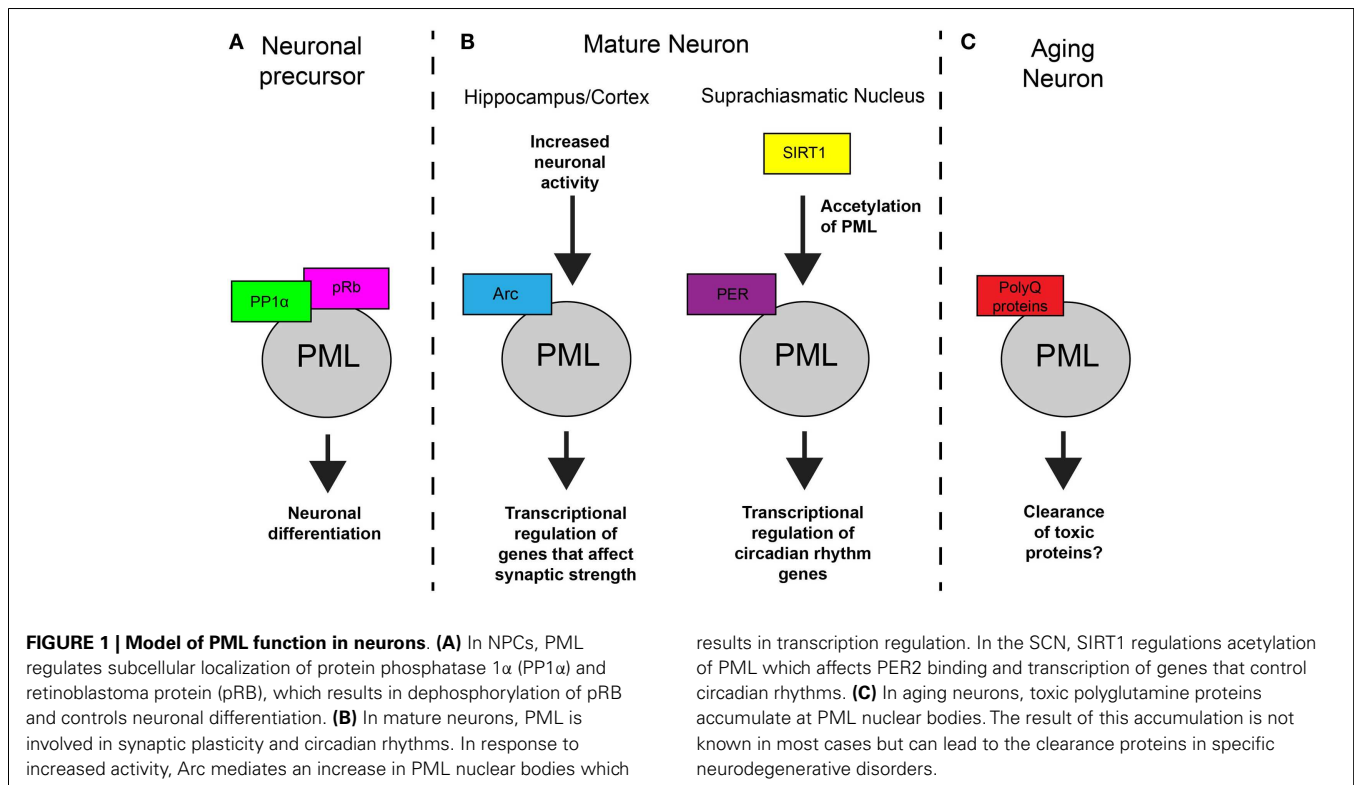 A Neuronal
precursor
B Mature Neuron
Hippocampus/Cortex
Increased
neuronal
activity
Suprachiasmatic Nucleus
SIRT1
Accetylation
of PML
C Aging
Neuron
PP1α
pRb
PML
Neuronal
differentiation
Arc
PML
Transcriptional
regulation of
genes that affect
synaptic strength
PER
PML
Transcriptional
regulation of
circadian rhythm
genes
PolyQ
proteins
PML
Clearance
of toxic
proteins?
FIGURE 1 | Model of PML function in neurons. (A) In NPCs, PML
regulates subcellular localization of protein phosphatase 1α (PP1α) and
retinoblastoma protein (pRB), which results in dephosphorylation of pRB
and controls neuronal differentiation. (B) In mature neurons, PML is
involved in synaptic plasticity and circadian rhythms. In response to
increased activity, Arc mediates an increase in PML nuclear bodies which
results in transcription regulation. In the SCN, SIRT1 regulations acetylation
of PML which affects PER2 binding and transcription of genes that control
circadian rhythms. (C) In aging neurons, toxic polyglutamine proteins
accumulate at PML nuclear bodies. The result of this accumulation is not
known in most cases but can lead to the clearance proteins in specific
neurodegenerative disorders.